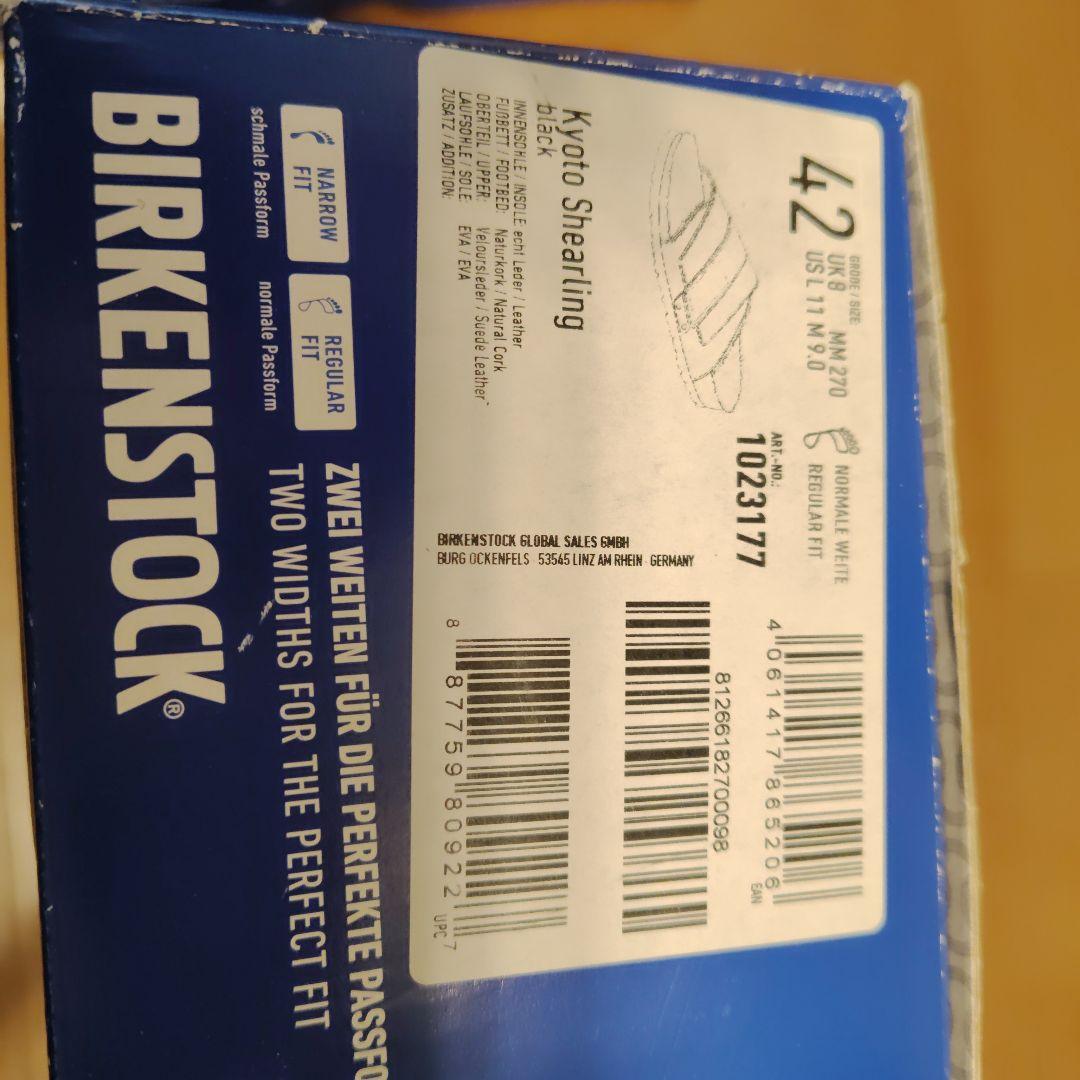 42
GRÖßE / SIZE
UK 8 MM 270
US L 11 M 9.0
NORMALE WEITE
REGULAR FIT
ART.-NO.:
1023177
4 061417 865206
EAN
81266182700098
Kyoto Shearling
black
INNENSOHLE / INSOLE: echt Leder / Leather
FUßBETT / FOOTBED: Naturkork / Natural Cork
OBERTEIL / UPPER: Veloursleder / Suede Leather
LAUFSOHLE / SOLE: EVA / EVA
ZUSATZ / ADDITION:
BIRKENSTOCK GLOBAL SALES GMBH
BURG OCKENFELS · 53545 LINZ AM RHEIN · GERMANY
8 87759 80922 7
UPC
NARROW
FIT
schmale Passform
REGULAR
FIT
normale Passform
ZWEI WEITEN FÜR DIE PERFEKTE PASSFO
TWO WIDTHS FOR THE PERFECT FIT
BIRKENSTOCK®